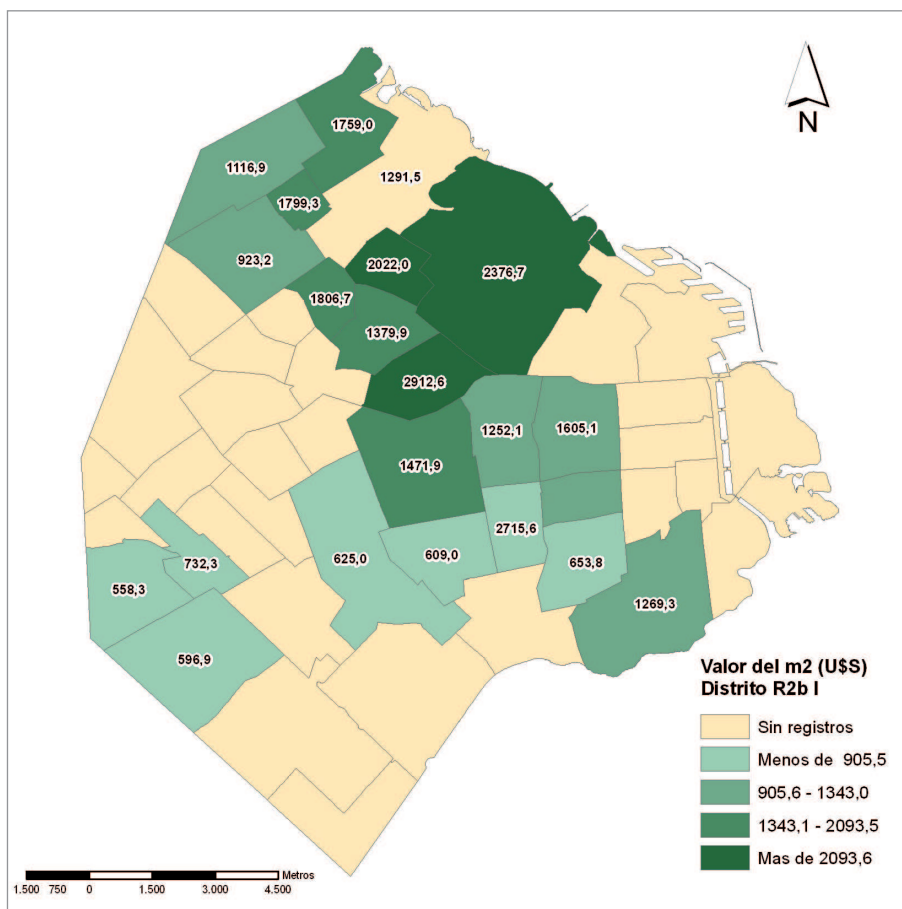 N
1759,0
1116,9
1291,5
1799,3
923,2
2022,0
2376,7
1806,7
1379,9
2912,6
1252,1
1605,1
1471,9
2715,6
625,0
609,0
653,8
732,3
558,3
1269,3
596,9
Valor del m2 (U$S)
Distrito R2b I
Sin registros
Menos de 905,5
905,6 - 1343,0
1343,1 - 2093,5
Mas de 2093,6
Metros
1.500 750 0 1.500 3.000 4.500